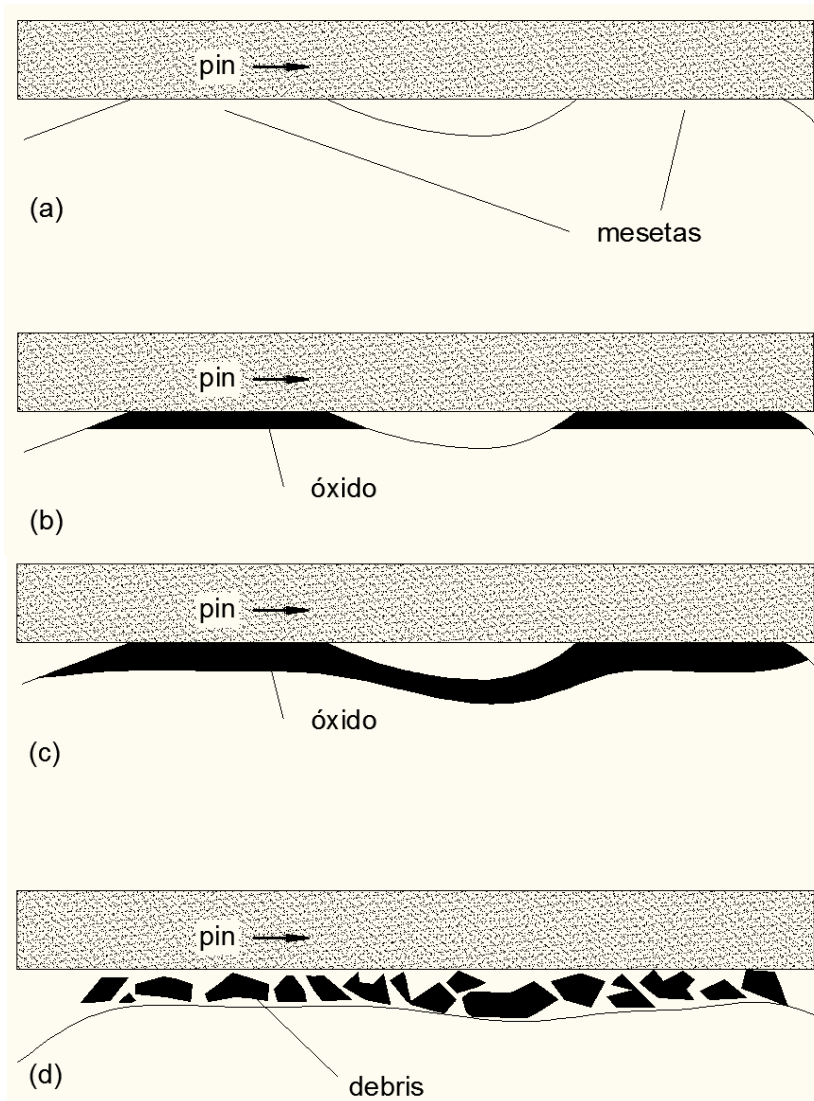 pin
mesetas
(a)
pin
óxido
(b)
pin
óxido
(c)
pin
debris
(d)